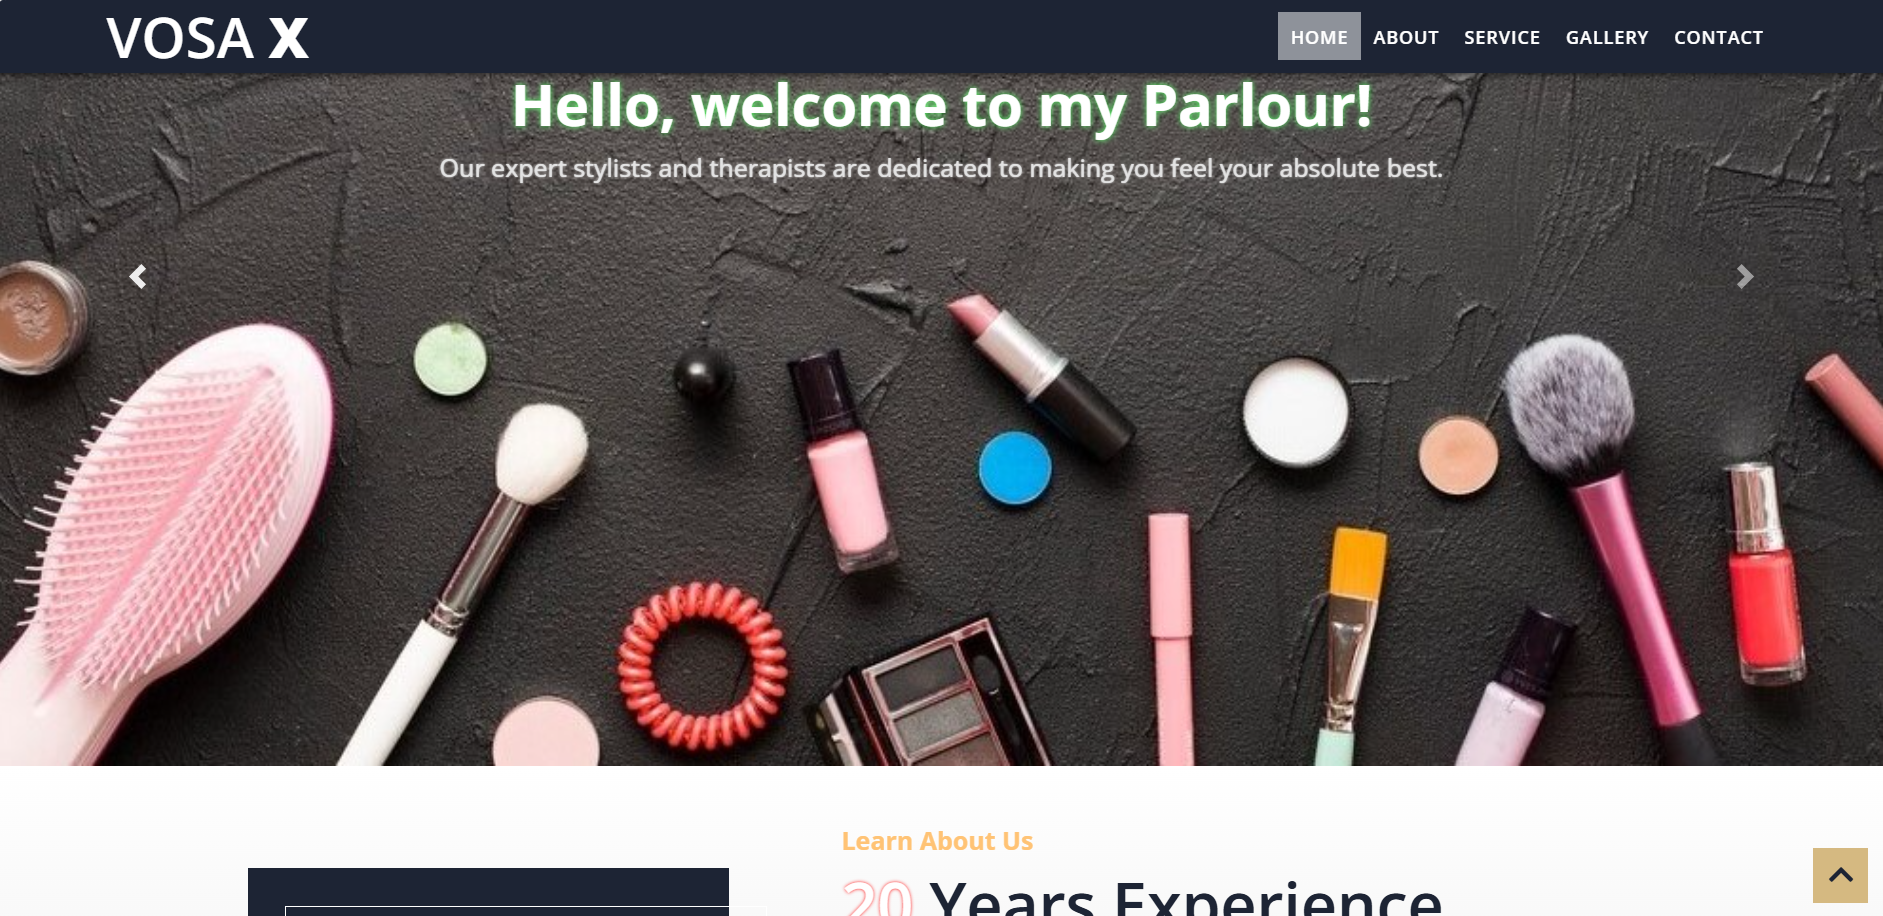 VOSA X
HOME ABOUT SERVICE GALLERY CONTACT
Hello, welcome to my Parlour!
Our expert stylists and therapists are dedicated to making you feel your absolute best.
Learn About Us
20 Years Experience